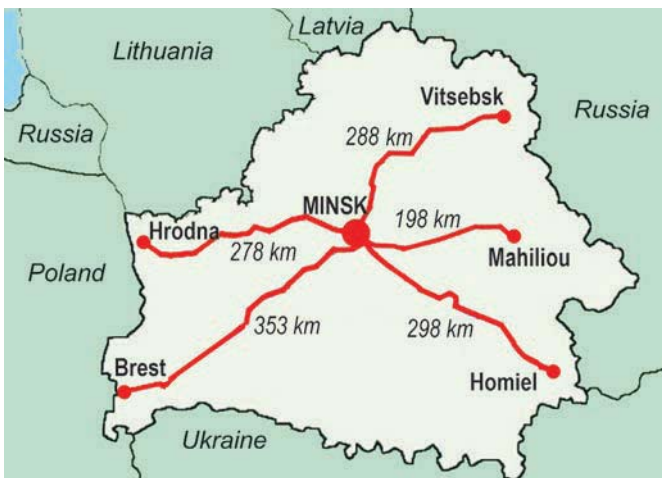 Latvia
Lithuania
Vitsebsk
Russia
Russia
288 km
MINSK
198 km
Hrodna
278 km
Mahiliou
Poland
353 km
298 km
Brest
Homiel
Ukraine